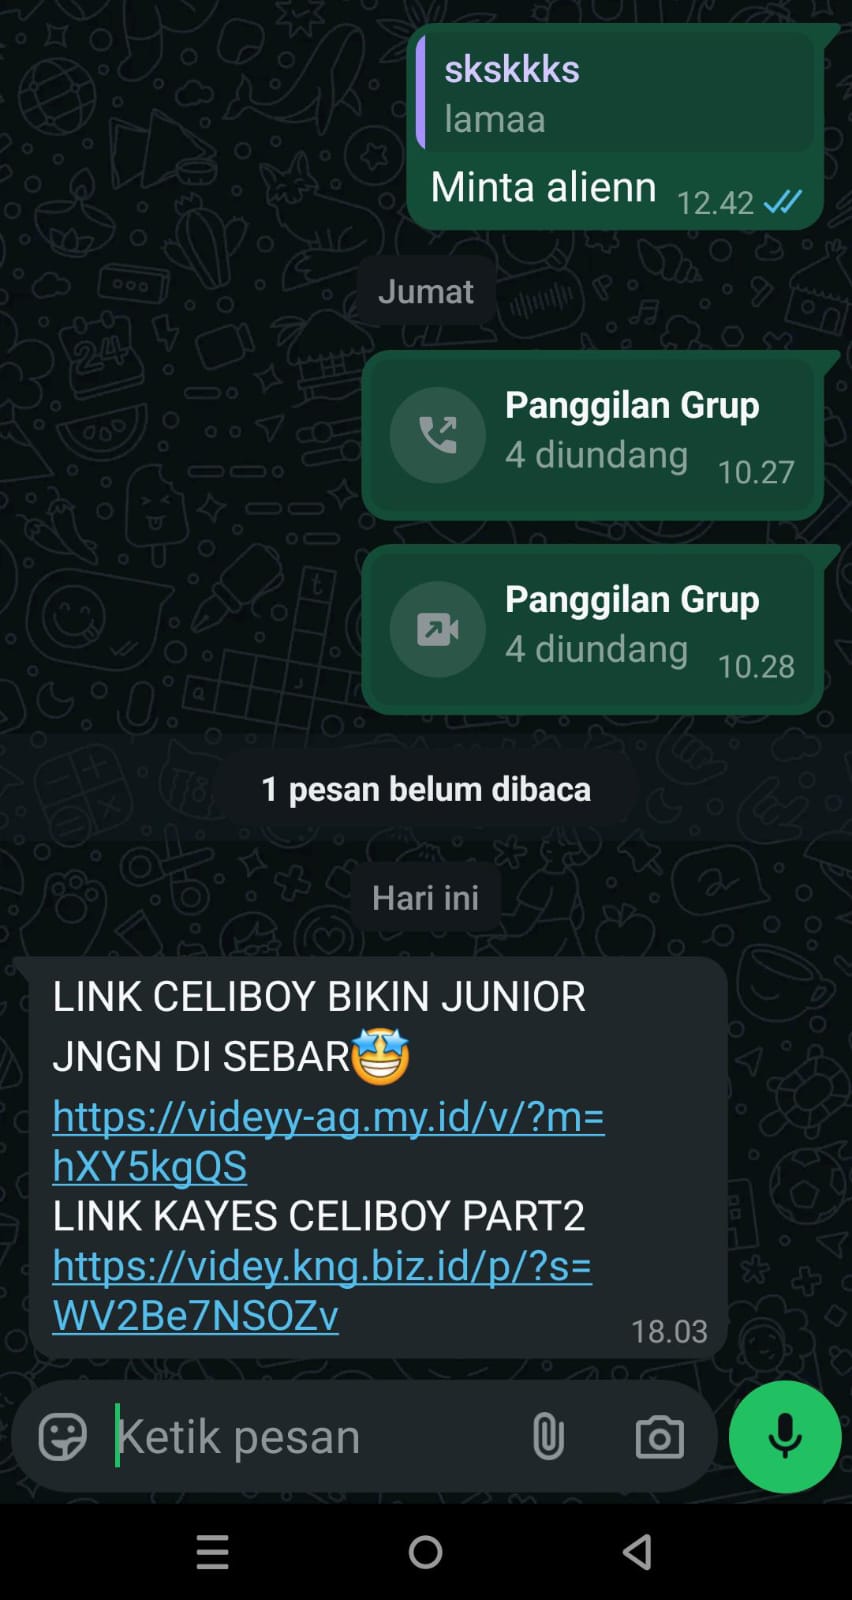 skskkks
lamaa
Minta alienn 12.42
Jumat
Panggilan Grup
4 diundang 10.27
Panggilan Grup
4 diundang 10.28
1 pesan belum dibaca
Hari ini
LINK CELIBOY BIKIN JUNIOR
JNGN DI SEBAR🤩
https://videyy-ag.my.id/v/?m=
hXY5kgQS
LINK KAYES CELIBOY PART2
https://videy.kng.biz.id/p/?s=
WV2Be7NSOZv
18.03
Ketik pesan